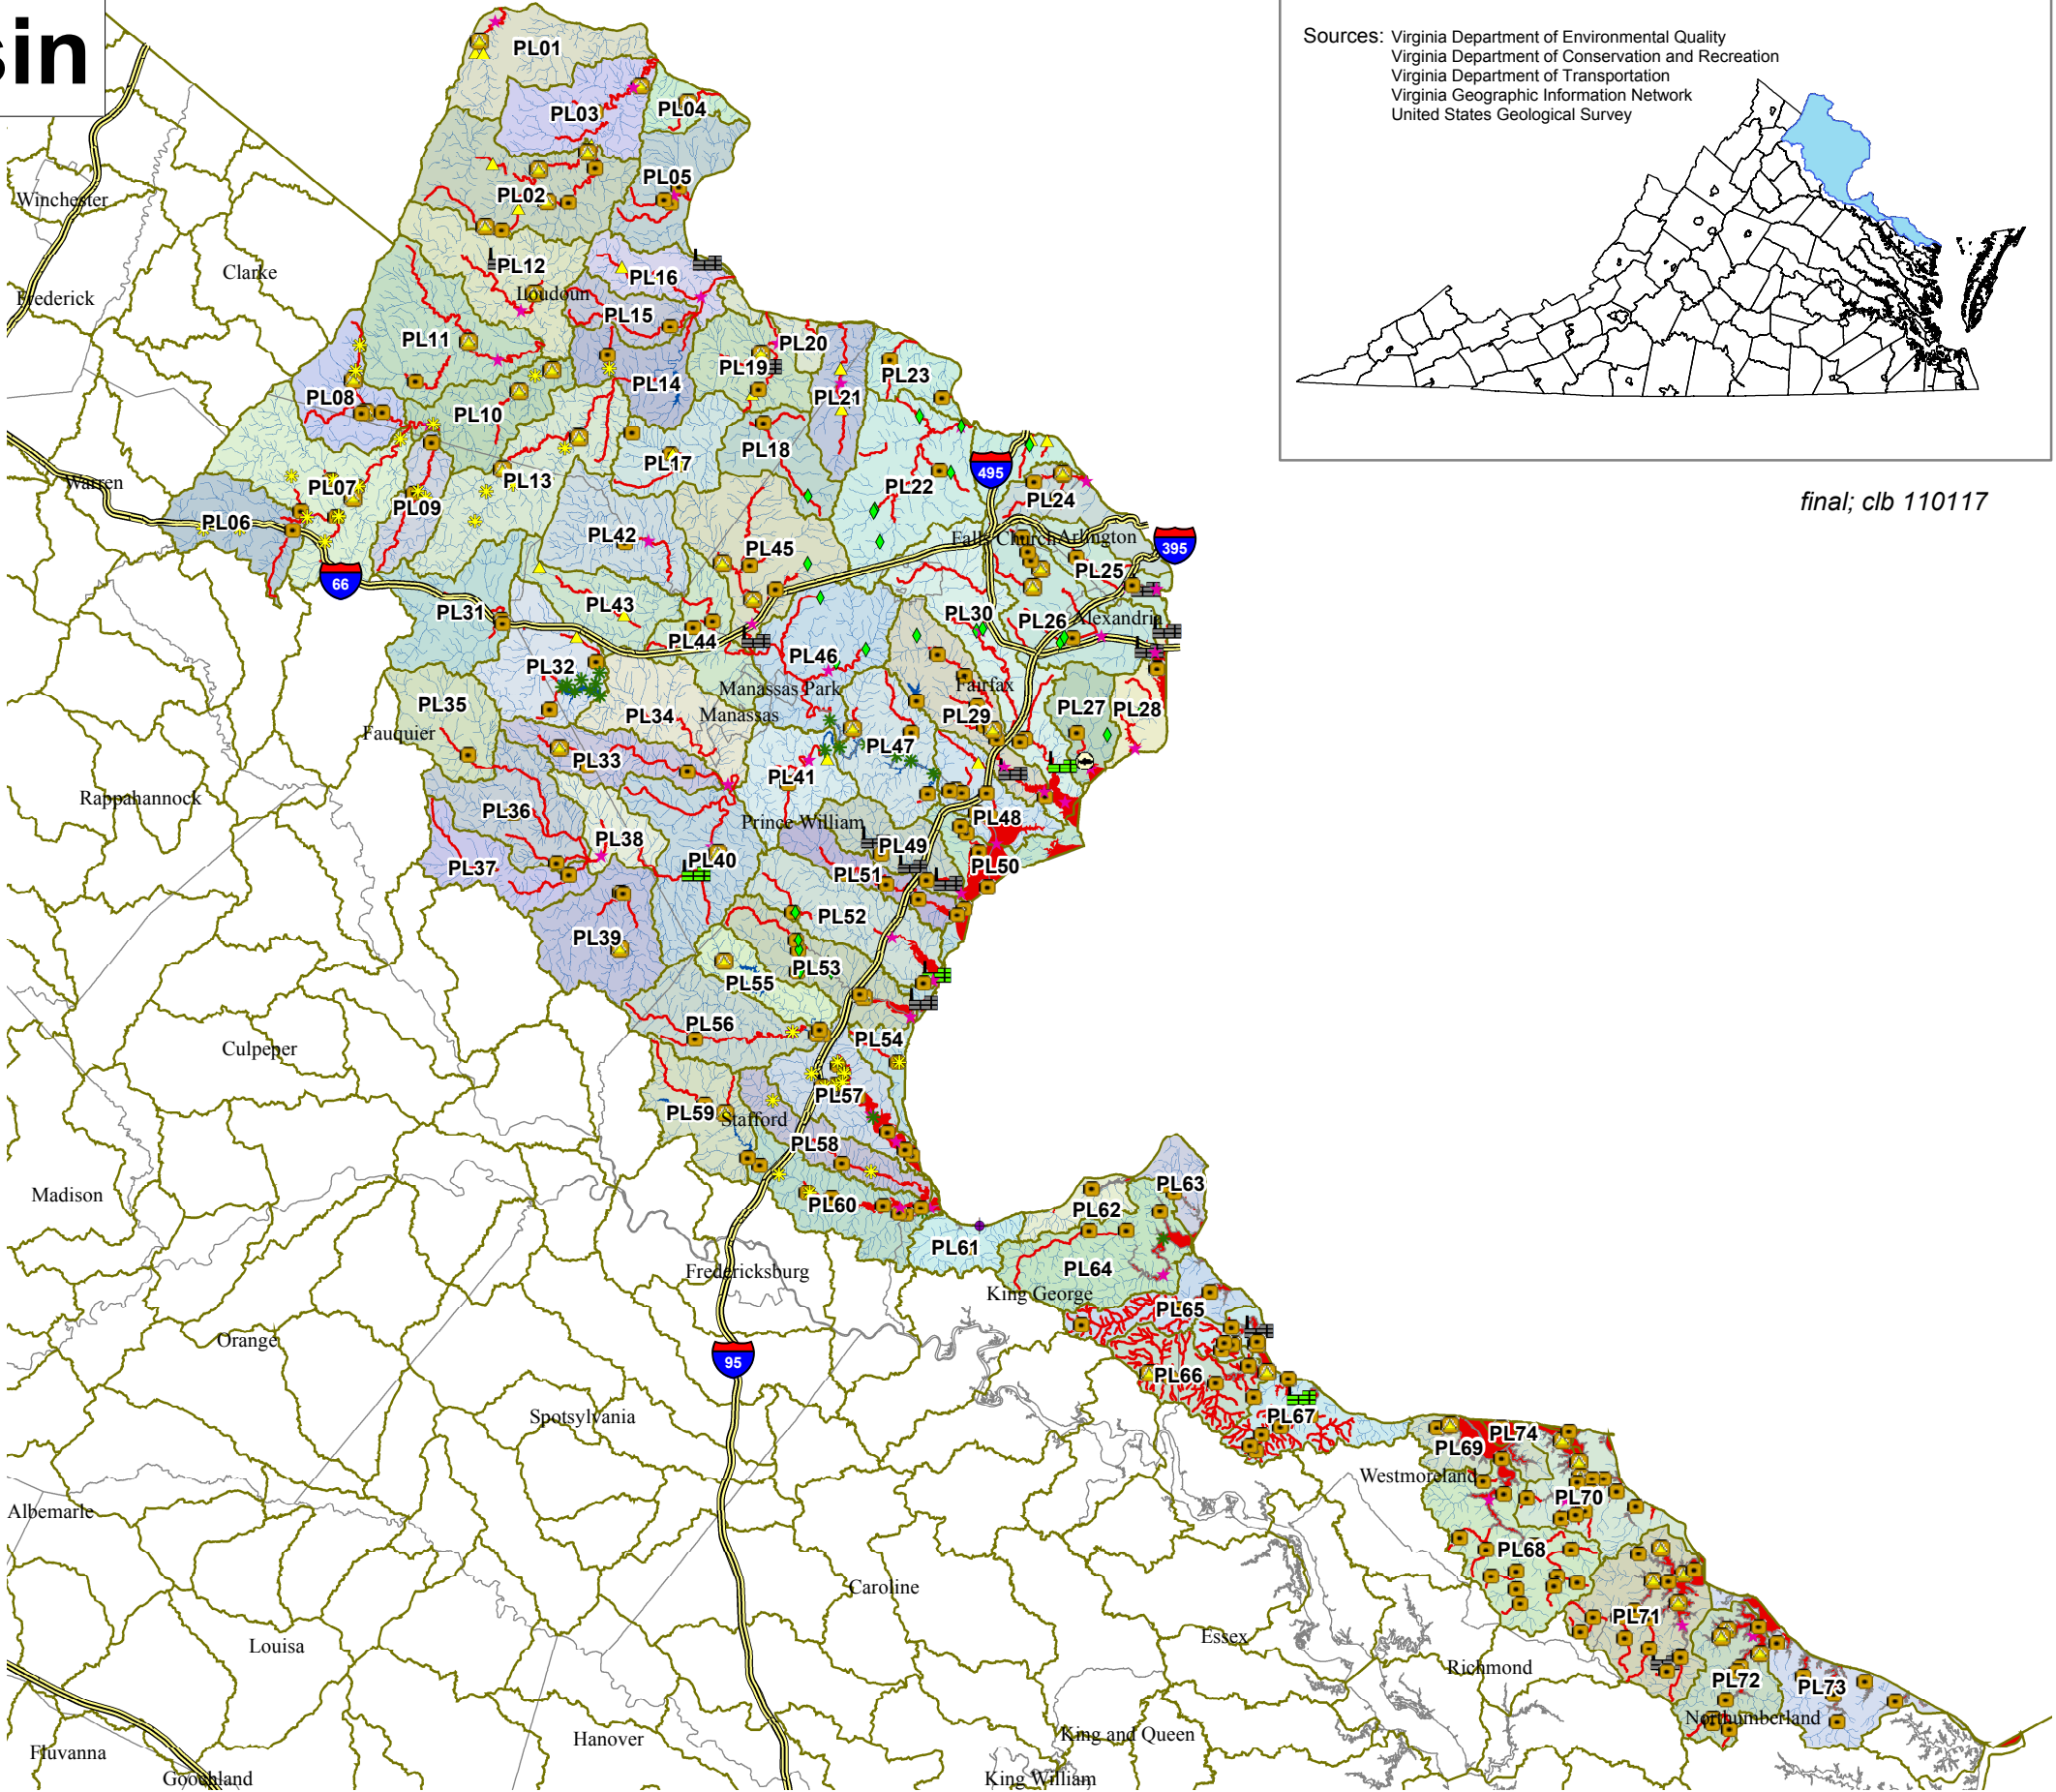 sin
Sources: Virginia Department of Environmental Quality
Virginia Department of Conservation and Recreation
Virginia Department of Transportation
Virginia Geographic Information Network
United States Geological Survey
final; clb 110117
PL01
PL03
PL04
PL05
PL02
Winchester
PL12
Clarke
PL16
Loudoun
Frederick
PL15
PL11
PL20
PL19
PL23
PL14
PL08
PL21
PL10
PL18
PL17
495
Warren
PL13
PL07
PL22
PL24
PL09
PL06
PL42
Falls Church
Arlington
395
PL45
PL25
66
PL31
PL43
PL30
PL26
Alexandria
PL44
PL46
PL32
Manassas Park
Fairfax
PL35
PL34
Manassas
PL29
PL27
PL28
Fauquier
PL47
PL33
PL41
Rappahannock
PL36
Prince William
PL48
PL38
PL49
PL40
PL37
PL51
PL50
PL52
PL39
PL53
PL55
PL56
PL54
Culpeper
PL57
PL59
Stafford
PL58
Madison
PL63
PL60
PL62
PL61
Fredericksburg
PL64
King George
PL65
Orange
95
PL66
Spotsylvania
PL67
PL74
PL69
Westmoreland
PL70
Albemarle
PL68
Caroline
PL71
Essex
Louisa
Richmond
PL72
PL73
Northumberland
King and Queen
Hanover
Fluvanna
Goochland
King William